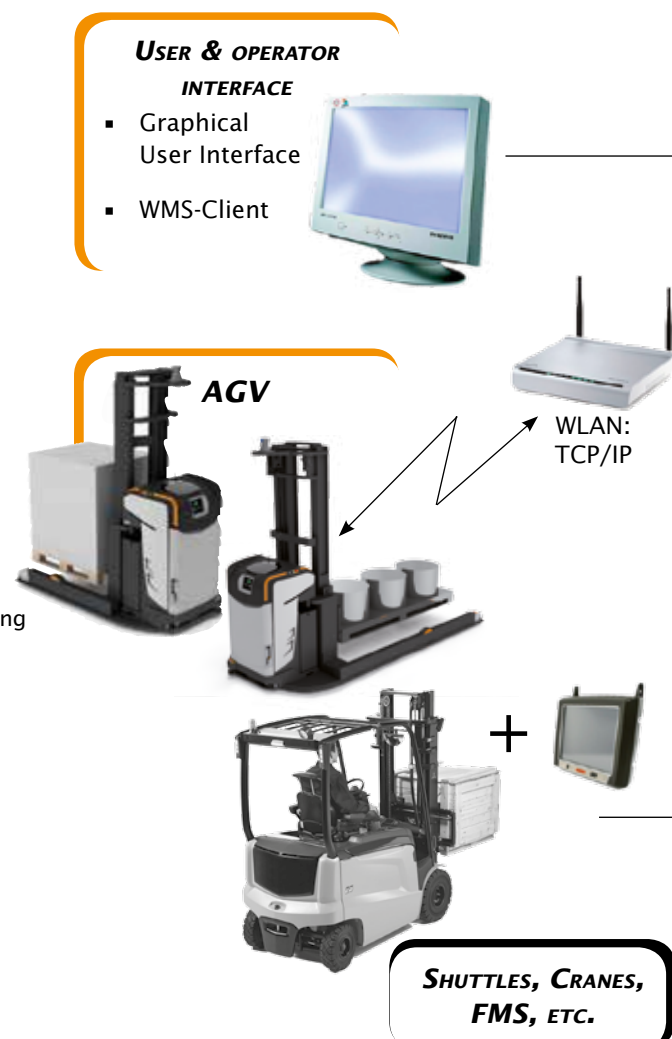 User & operator
interface
▪ Graphical
User Interface
▪ WMS-Client
AGV
WLAN:
TCP/IP
ng
+
Shuttles, Cranes,
FMS, etc.